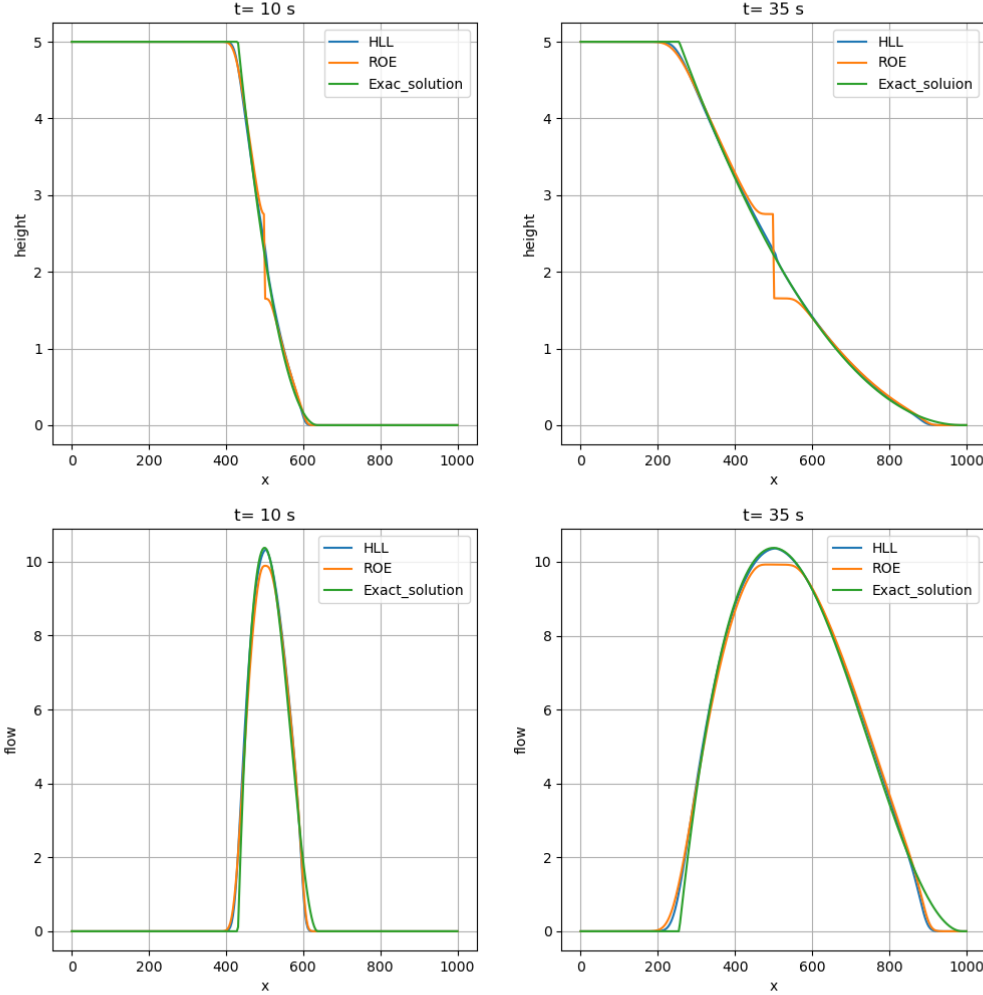 t= 10 s
height
5
4
3
2
1
0
HLL
ROE
Exac_solution
0 200 400 600 800 1000
x
t= 35 s
height
5
4
3
2
1
0
HLL
ROE
Exact_soluion
0 200 400 600 800 1000
x
t= 10 s
flow
10
8
6
4
2
0
HLL
ROE
Exact_solution
0 200 400 600 800 1000
x
t= 35 s
flow
10
8
6
4
2
0
HLL
ROE
Exact_solution
0 200 400 600 800 1000
x